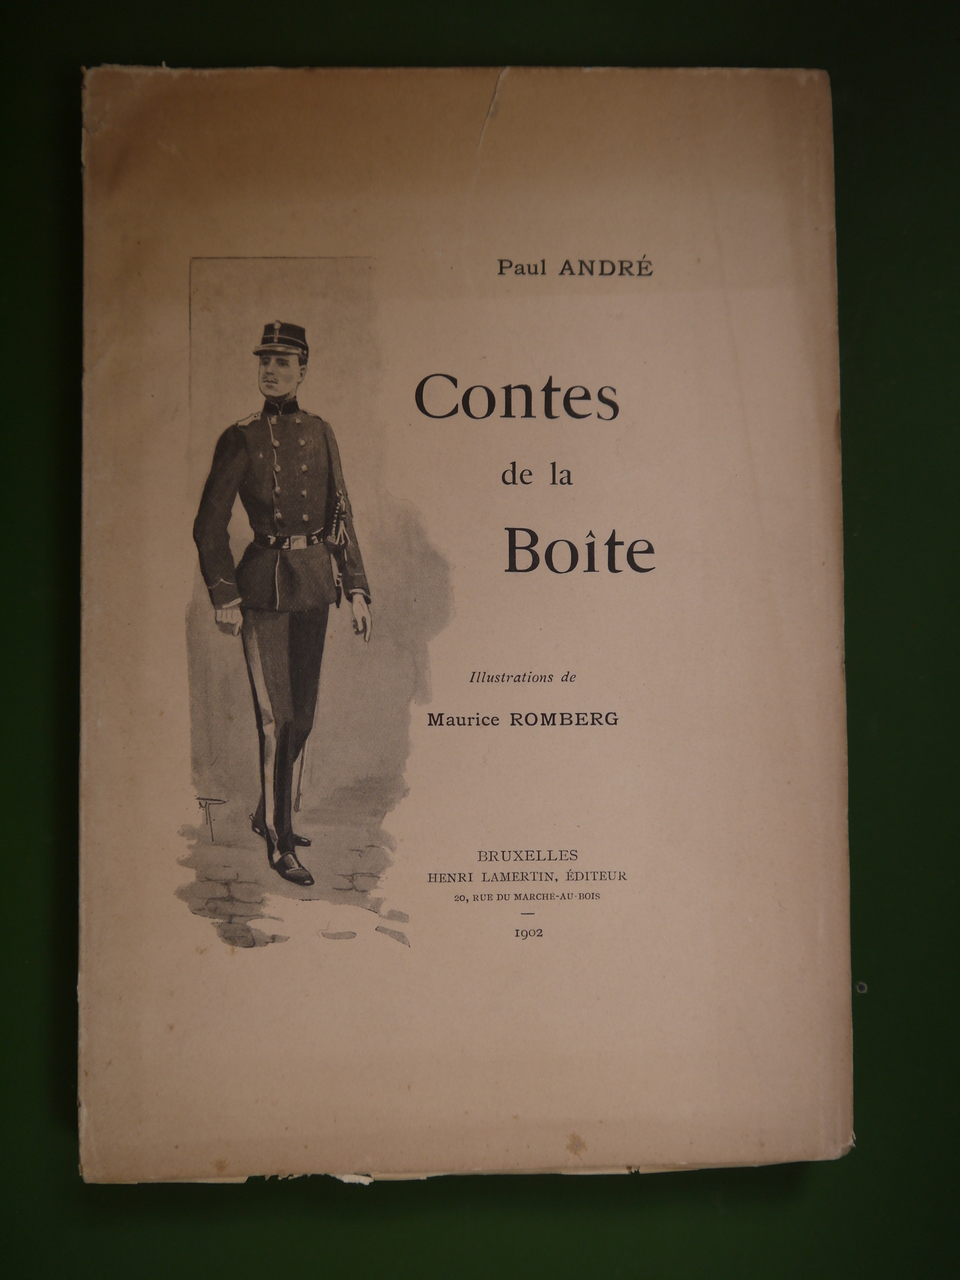 Paul ANDRÉ
Contes
de la
Boîte
Illustrations de
Maurice ROMBERG
BRUXELLES
HENRI LAMERTIN, ÉDITEUR
20, RUE DU MARCHÉ-AU-BOIS
1902